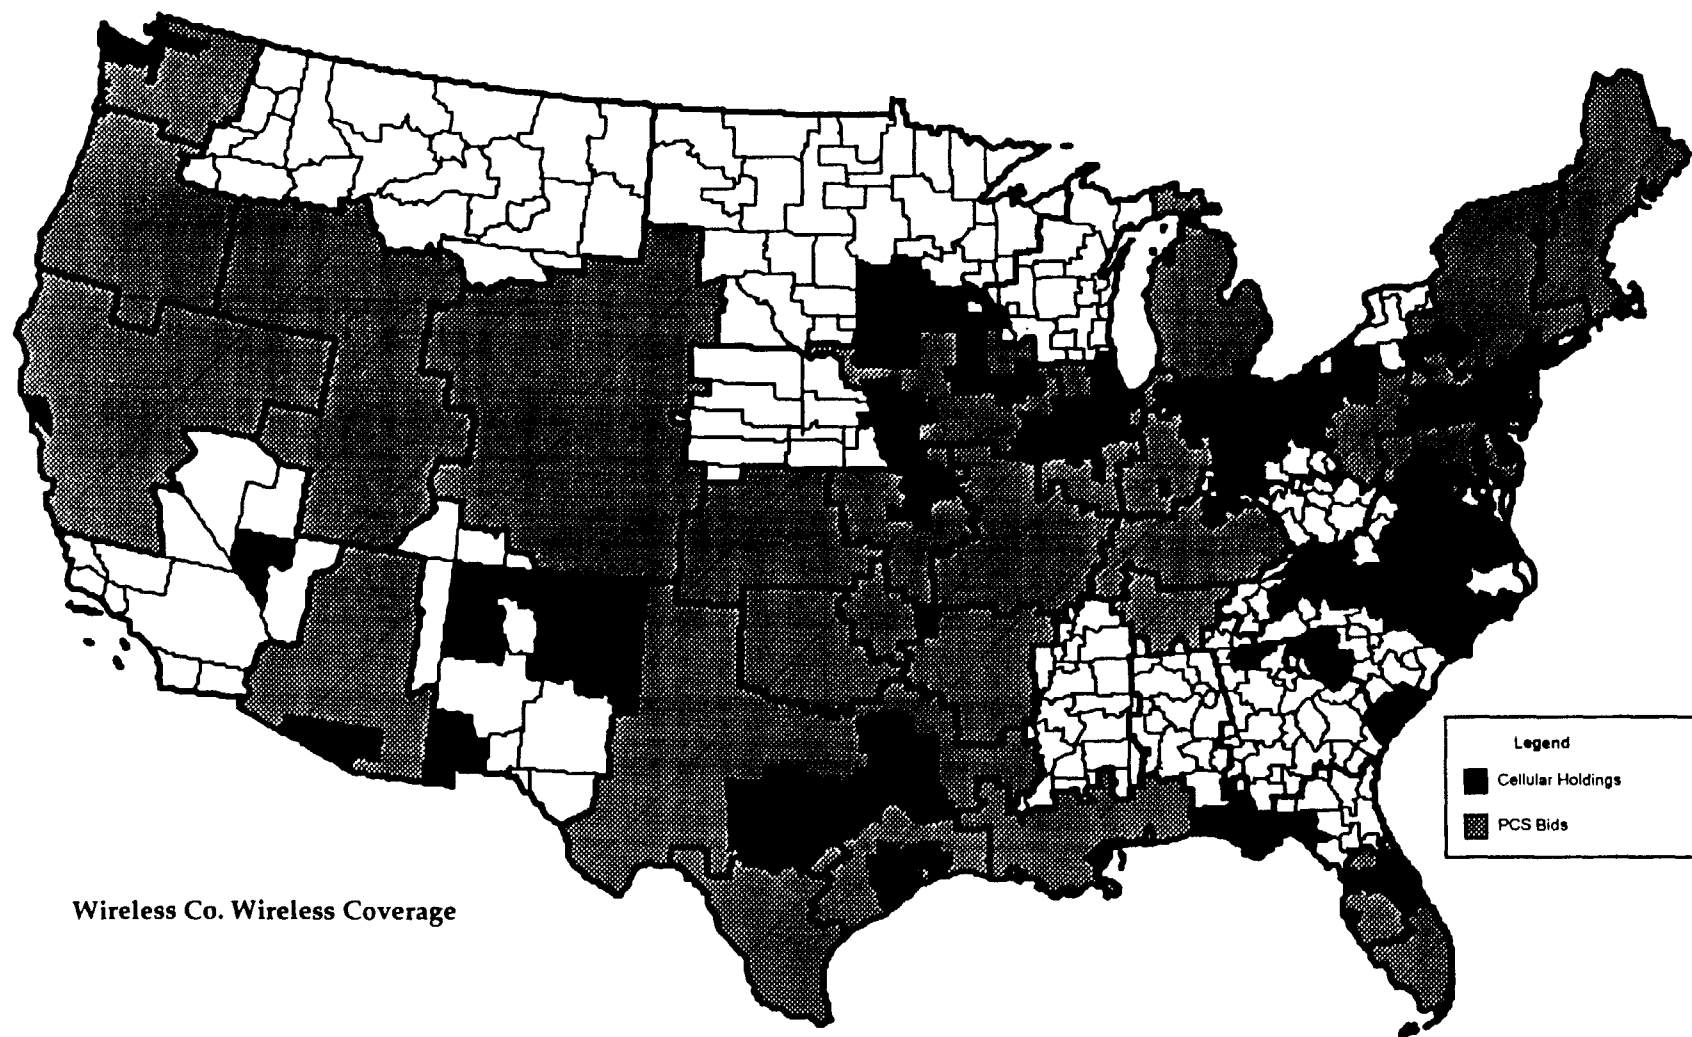 Legend
Cellular Holdings
PCS Bids
Wireless Co. Wireless Coverage